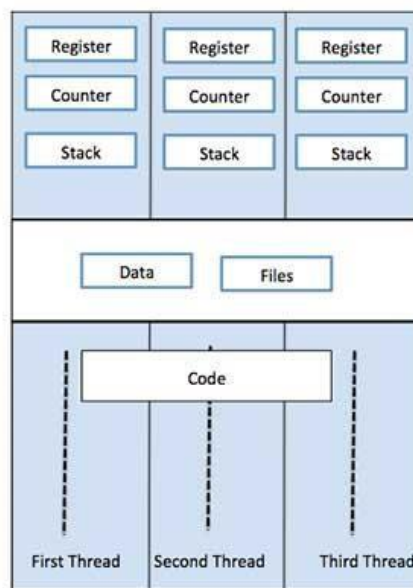 Register Register Register
Counter Counter Counter
Stack Stack Stack
Data Files
Code
First Thread Second Thread Third Thread